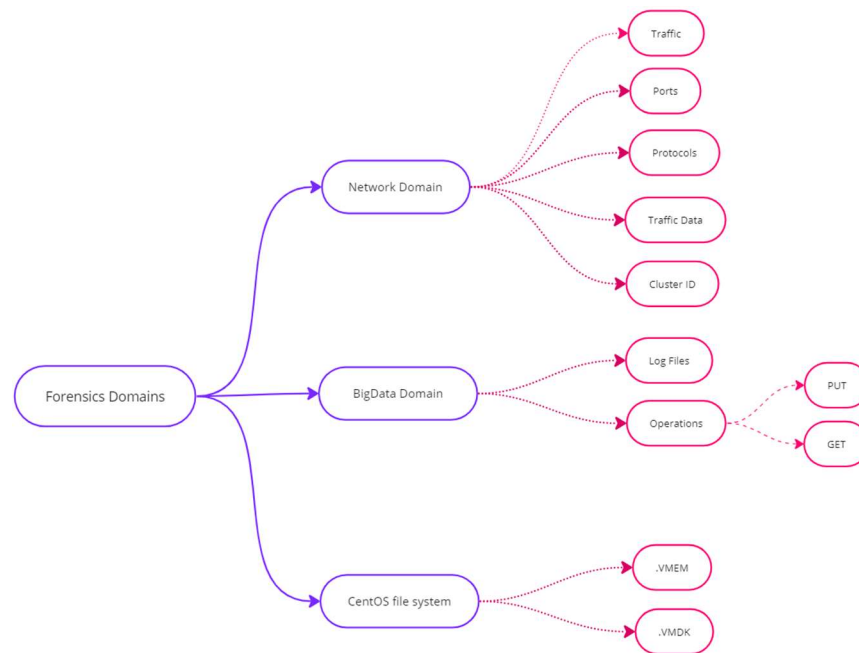 Forensics Domains
Network Domain
Traffic
Ports
Protocols
Traffic Data
Cluster ID
BigData Domain
Log Files
Operations
PUT
GET
CentOS file system
.VMEM
.VMDK